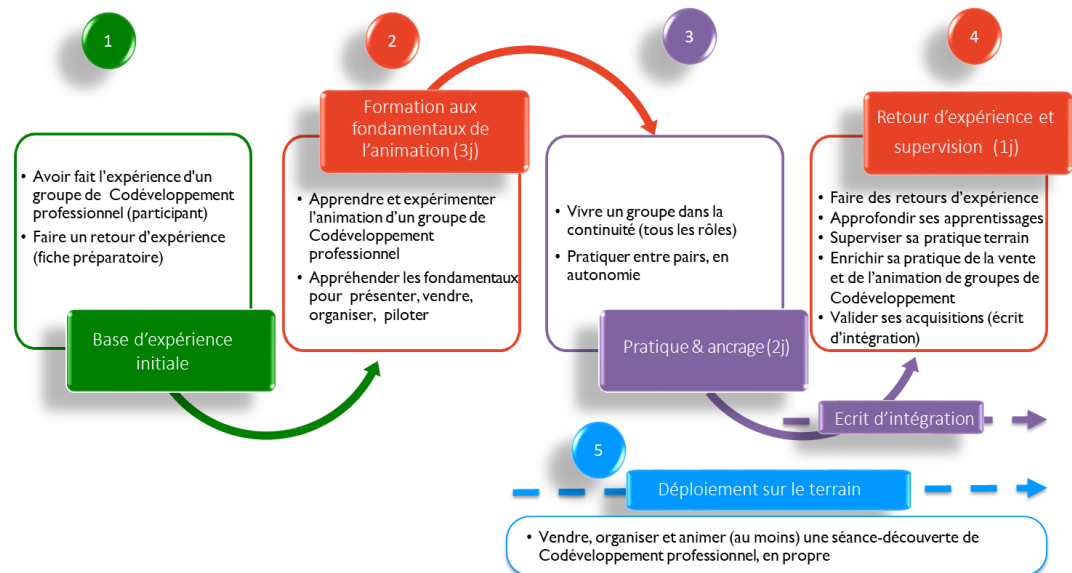 1
• Avoir fait l'expérience d'un
groupe de Codéveloppement
professionnel (participant)
• Faire un retour d'expérience
(fiche préparatoire)
Base d'expérience
initiale
2
Formation aux
fondamentaux de
l'animation (3j)
• Apprendre et expérimenter
l'animation d'un groupe de
Codéveloppement
professionnel
• Appréhender les fondamentaux
pour présenter, vendre,
organiser, piloter
3
• Vivre un groupe dans la
continuité (tous les rôles)
• Pratiquer entre pairs, en
autonomie
Pratique & ancrage (2j)
4
Retour d'expérience et
supervision (1j)
• Faire des retours d'expérience
• Approfondir ses apprentissages
• Superviser sa pratique terrain
• Enrichir sa pratique de la vente
et de l'animation de groupes de
Codéveloppement
• Valider ses acquisitions (écrit
d'intégration)
Ecrit d'intégration
5
Déploiement sur le terrain
• Vendre, organiser et animer (au moins) une séance-découverte de
Codéveloppement professionnel, en propre